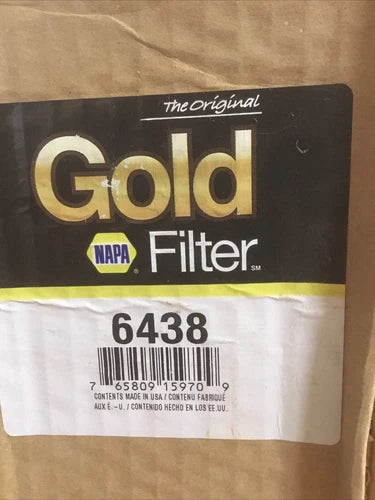 The Original
Gold
NAPA ® Filter SM
6438
7 65809 15970 9
CONTENTS MADE IN USA / CONTENU FABRIQUÉ
AUX É.-U. / CONTENIDO HECHO EN LOS EE.UU.